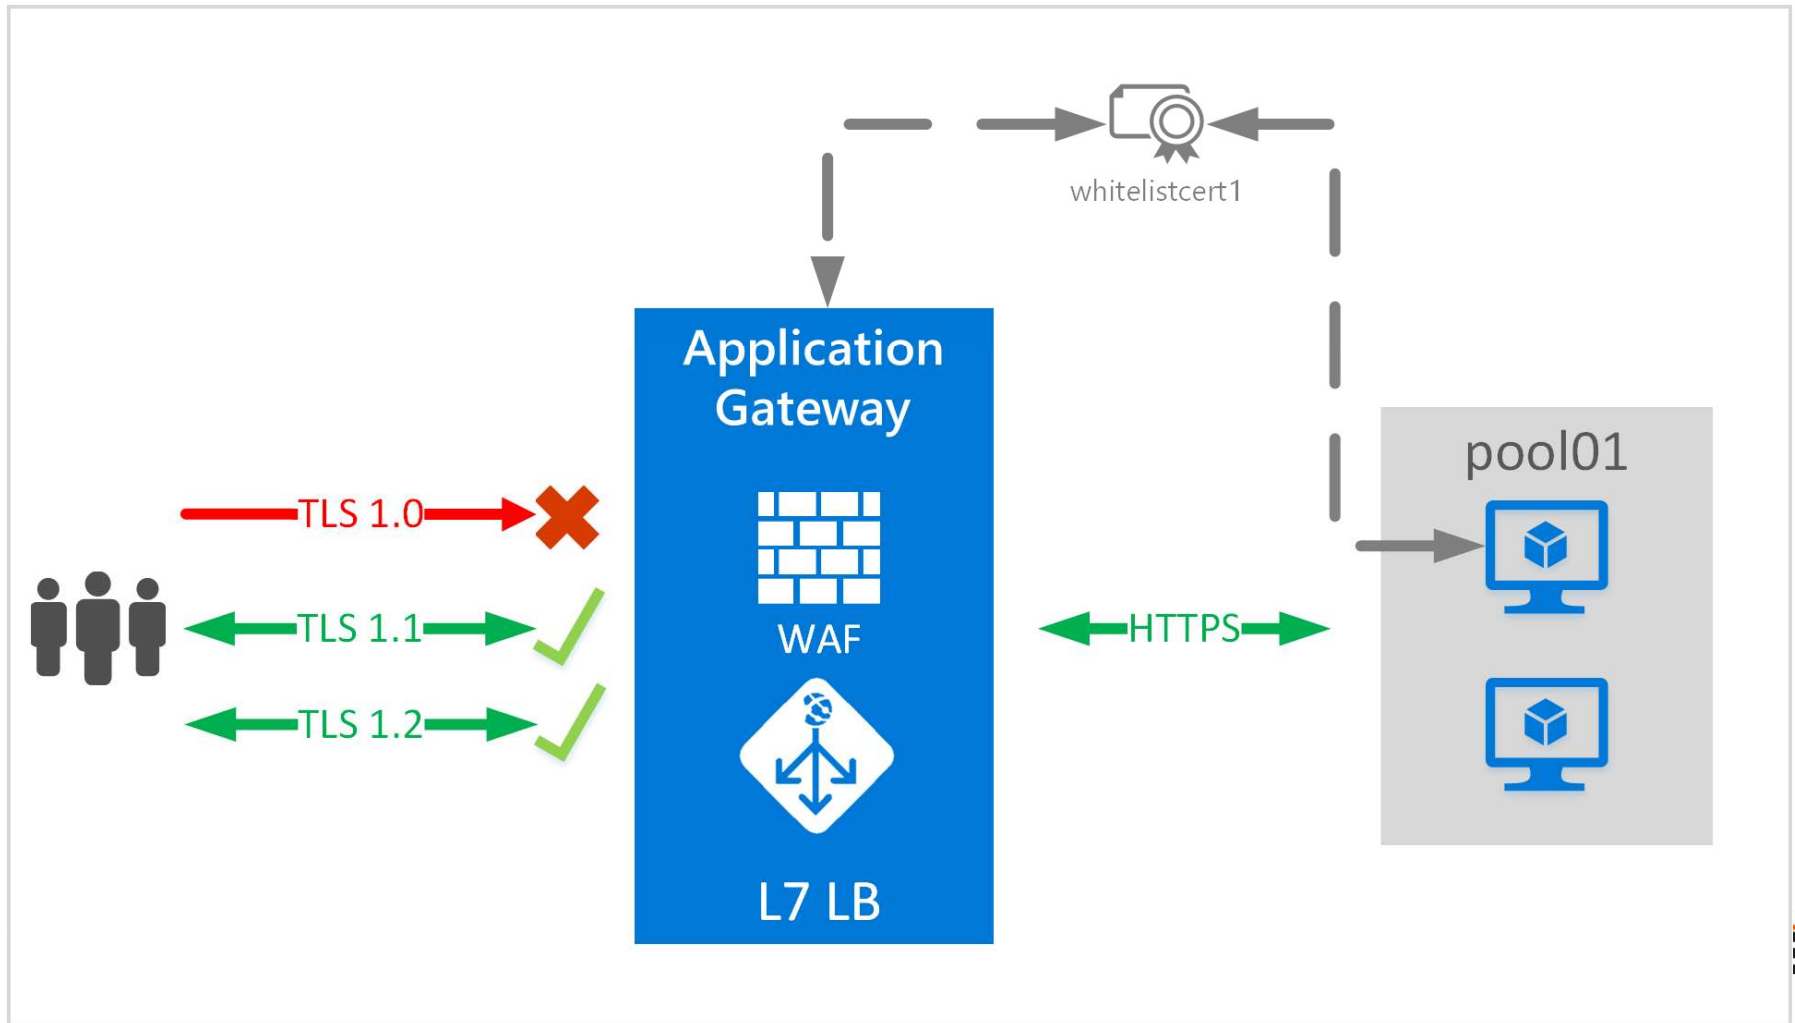 whitelistcert1
Application
Gateway
pool01
TLS 1.0
TLS 1.1
HTTPS
WAF
TLS 1.2
L7 LB